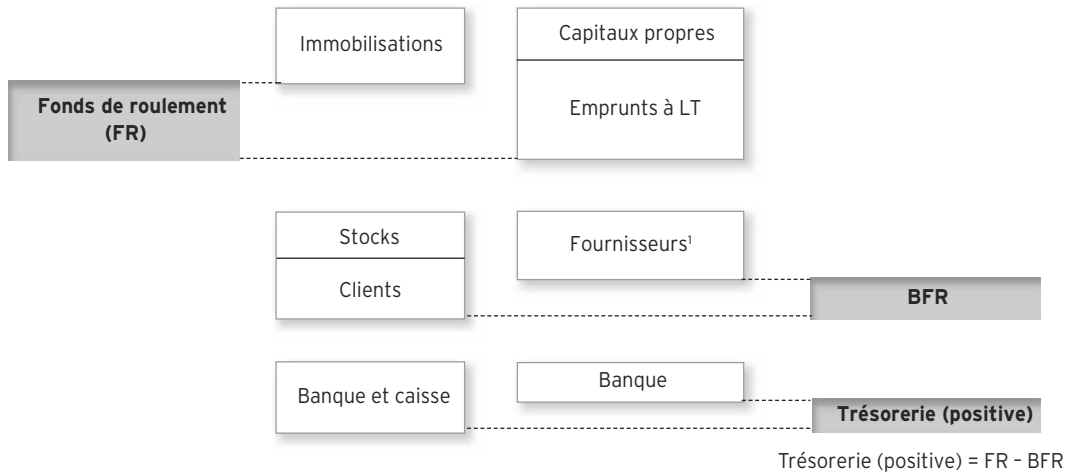 Immobilisations
Capitaux propres
Fonds de roulement
(FR)
Emprunts à LT
Stocks
Fournisseurs¹
Clients
BFR
Banque et caisse
Banque
Trésorerie (positive)
Trésorerie (positive) = FR – BFR